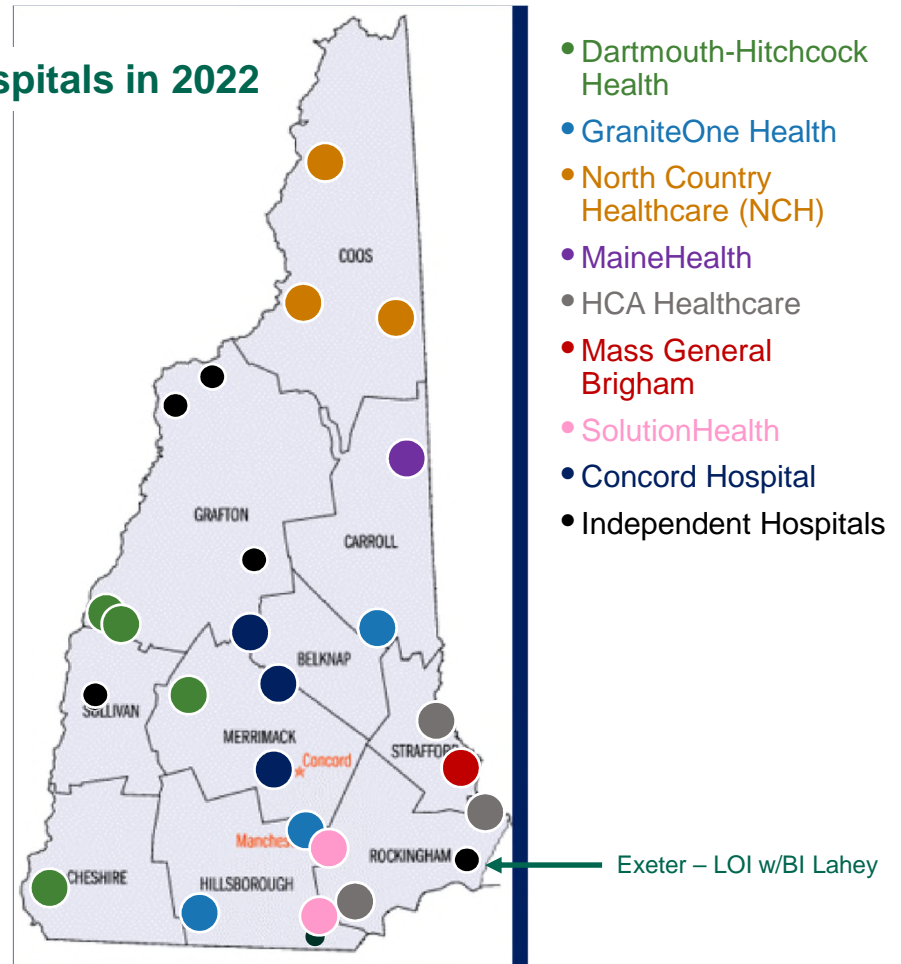 spitals in 2022
COOS
GRAFTON
CARROLL
BELKNAP
SULLIVAN
MERRIMACK
STRAFFORD
Concord
Manches
ROCKINGHAM
CHESHIRE
HILLSBOROUGH
• Dartmouth-Hitchcock
Health
• GraniteOne Health
• North Country
Healthcare (NCH)
• MaineHealth
• HCA Healthcare
• Mass General
Brigham
• SolutionHealth
• Concord Hospital
• Independent Hospitals
Exeter – LOI w/BI Lahey